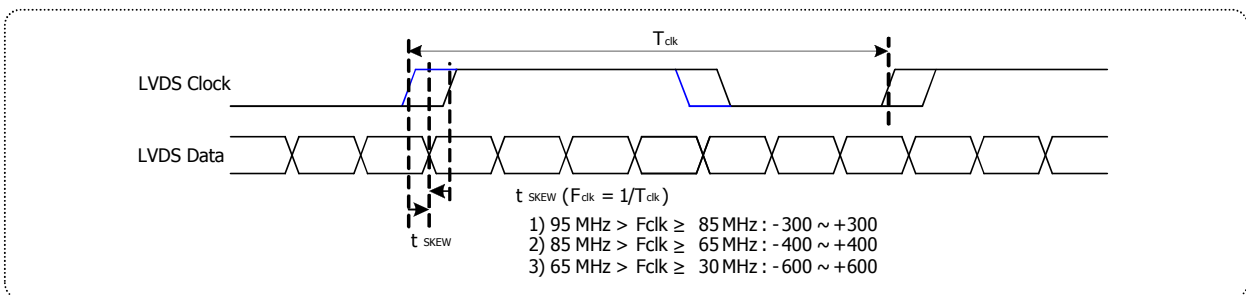 Tclk
LVDS Clock
LVDS Data
t SKEW (Fclk = 1/Tclk)
t SKEW
1) 95 MHz > Fclk ≥ 85 MHz : -300 ~ +300
2) 85 MHz > Fclk ≥ 65 MHz : -400 ~ +400
3) 65 MHz > Fclk ≥ 30 MHz : -600 ~ +600